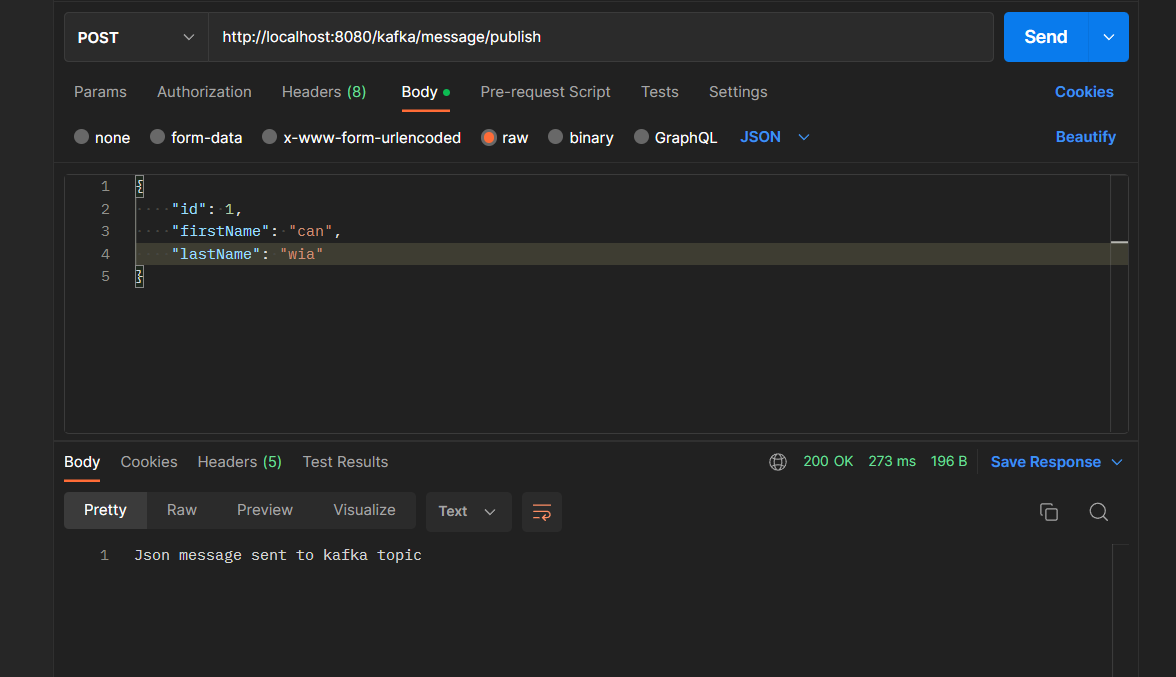 POST http://localhost:8080/kafka/message/publish Send
Params Authorization Headers (8) Body Pre-request Script Tests Settings Cookies
none form-data x-www-form-urlencoded raw binary GraphQL JSON Beautify
1 {
2 "id": 1,
3 "firstName": "can",
4 "lastName": "wia"
5 }
Body Cookies Headers (5) Test Results 200 OK 273 ms 196 B Save Response
Pretty Raw Preview Visualize Text
1 Json message sent to kafka topic